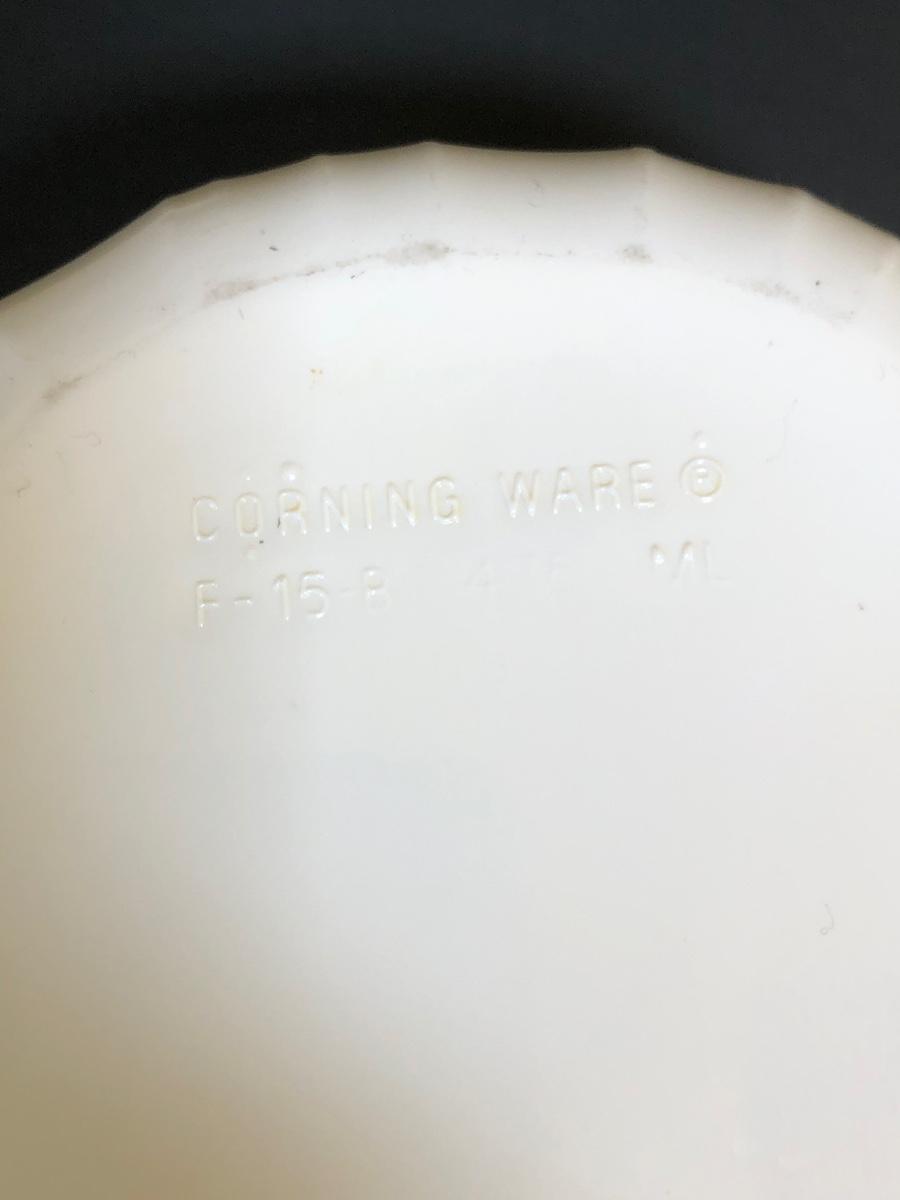 CORNING WARE ®
F-15-B ML